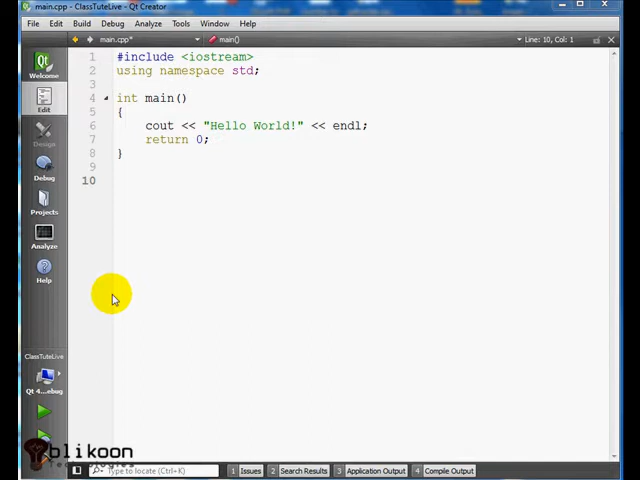 main.cpp - ClassTuteLive - Qt Creator
File Edit Build Debug Analyze Tools Window Help
main.cpp* main() Line: 10, Col: 1
Welcome
Edit
Design
Debug
Projects
Analyze
Help
1 #include <iostream>
2 using namespace std;
4 int main()
5 {
6 cout << "Hello World!" << endl;
7 return 0;
8 }
9
10
ClassTuteLive
Qt 4...ebug
blikoon
Technologies
Type to locate (Ctrl+K) 1 Issues 2 Search Results 3 Application Output 4 Compile Output